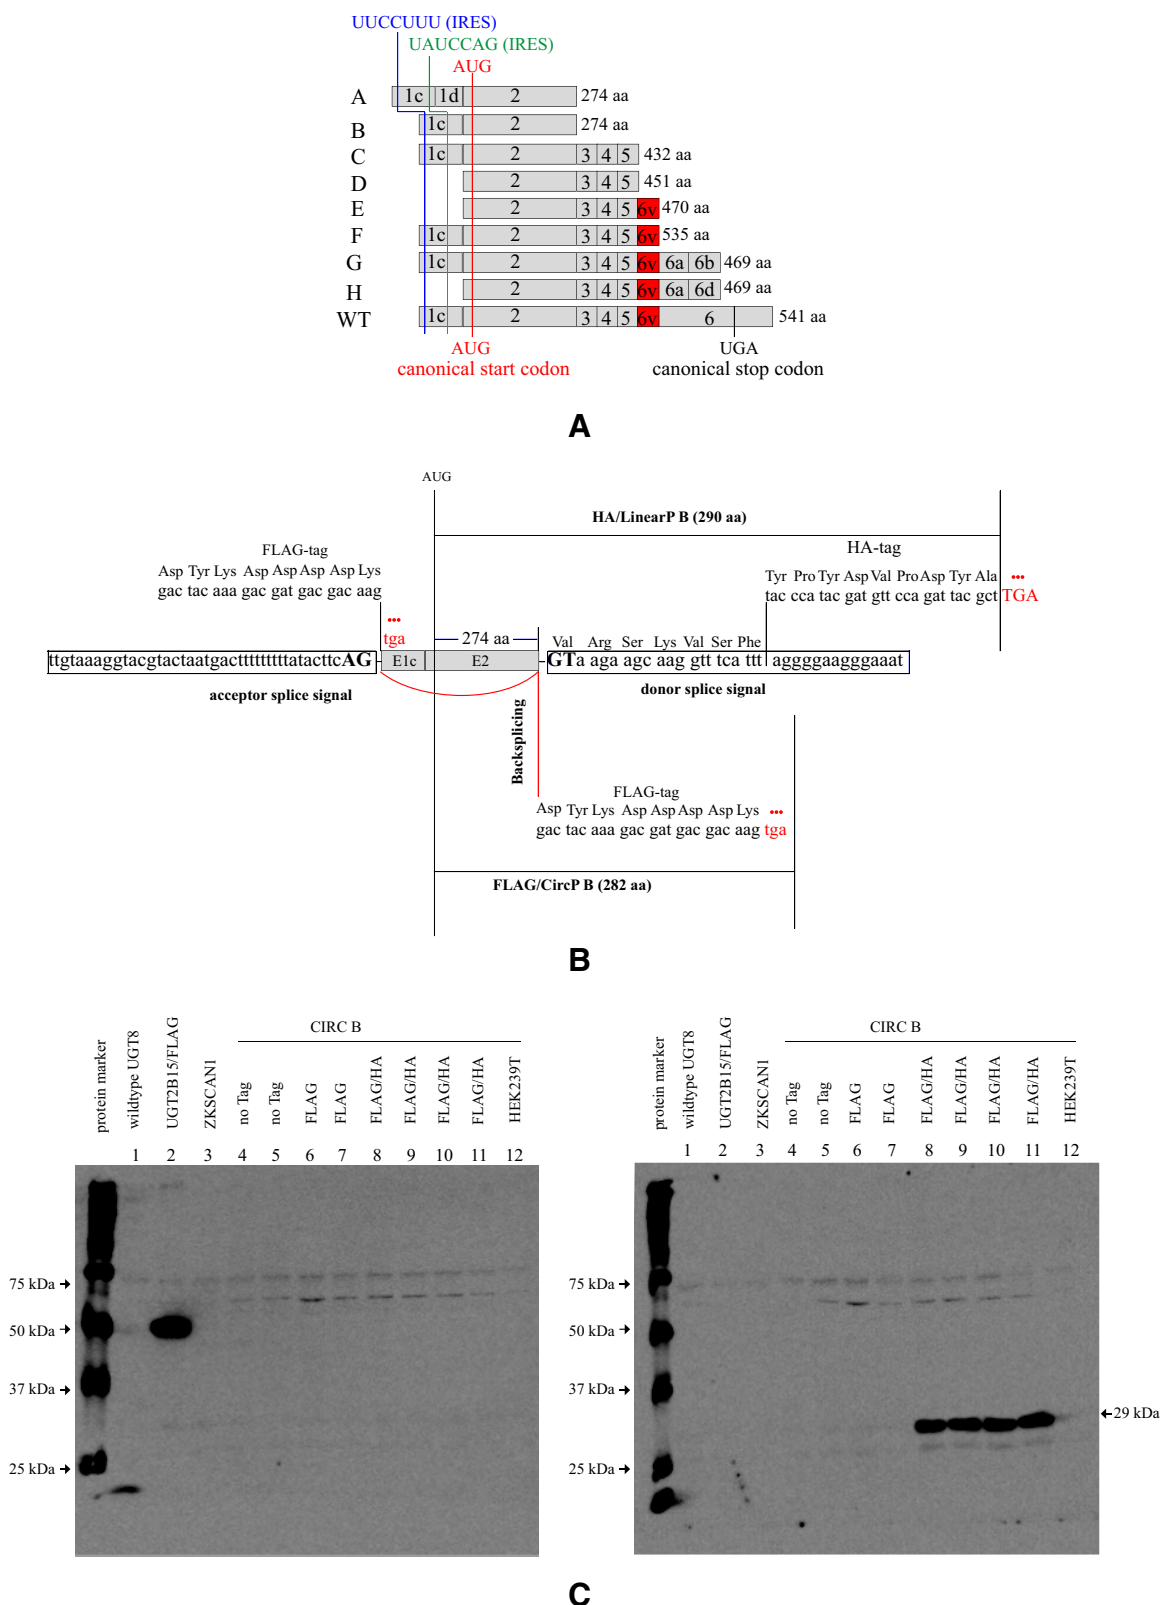 UUCCUUU (IRES)
UAUCCAG (IRES)
AUG
A 1c 1d 2 274 aa
B 1c 2 274 aa
C 1c 2 3 4 5 432 aa
D 2 3 4 5 451 aa
E 2 3 4 5 6v 470 aa
F 1c 2 3 4 5 6v 535 aa
G 1c 2 3 4 5 6v 6a 6b 469 aa
H 2 3 4 5 6v 6a 6d 469 aa
WT 1c 2 3 4 5 6v 6 541 aa
AUG UGA
canonical start codon canonical stop codon
A
AUG
HA/LinearP B (290 aa)
FLAG-tag HA-tag
Asp Tyr Lys Asp Asp Asp Asp Lys Tyr Pro Tyr Asp Val Pro Asp Tyr Ala •••
gac tac aaa gac gat gac gac aag tac cca tac gat gtt cca gat tac gct TGA
•••
tga 274 aa Val Arg Ser Lys Val Ser Phe
ttgtaaaggtacgtactaatgactttttttttatacttcAG E1c E2 GTa aga agc aag gtt tca ttt aggggaagggaaat
acceptor splice signal donor splice signal
Backsplicing
FLAG-tag
Asp Tyr Lys Asp Asp Asp Asp Lys •••
gac tac aaa gac gat gac gac aag tga
FLAG/CircP B (282 aa)
B
CIRC B
protein marker wildtype UGT8 UGT2B15/FLAG ZKSCAN1 no Tag no Tag FLAG FLAG FLAG/HA FLAG/HA FLAG/HA FLAG/HA HEK239T
1 2 3 4 5 6 7 8 9 10 11 12
75 kDa
50 kDa
37 kDa
25 kDa
CIRC B
protein marker wildtype UGT8 UGT2B15/FLAG ZKSCAN1 no Tag no Tag FLAG FLAG FLAG/HA FLAG/HA FLAG/HA FLAG/HA HEK239T
1 2 3 4 5 6 7 8 9 10 11 12
75 kDa
50 kDa
37 kDa
29 kDa
25 kDa
C